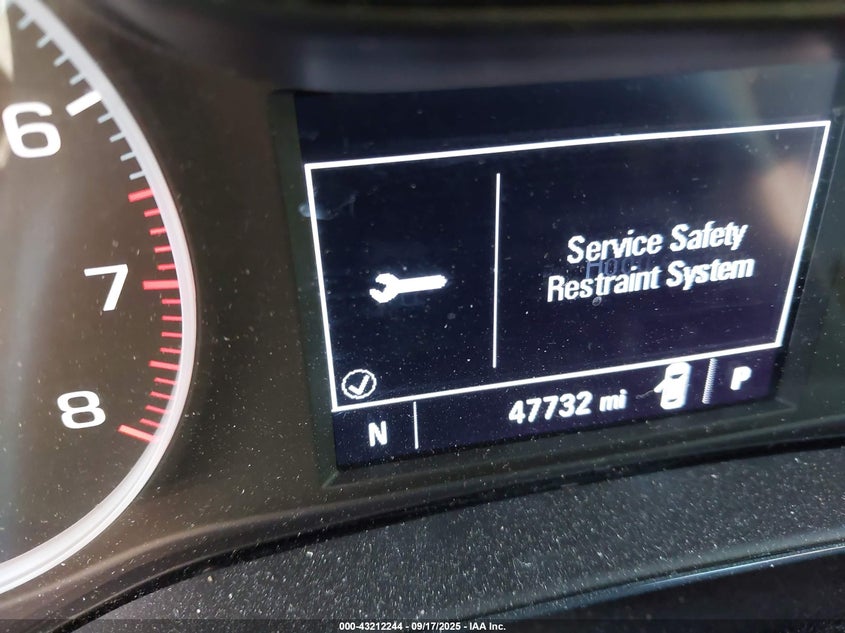 6
7
8
Service Safety
Restraint System
N
47732 mi
P
000-43212244 - 09/17/2025 - IAA Inc.